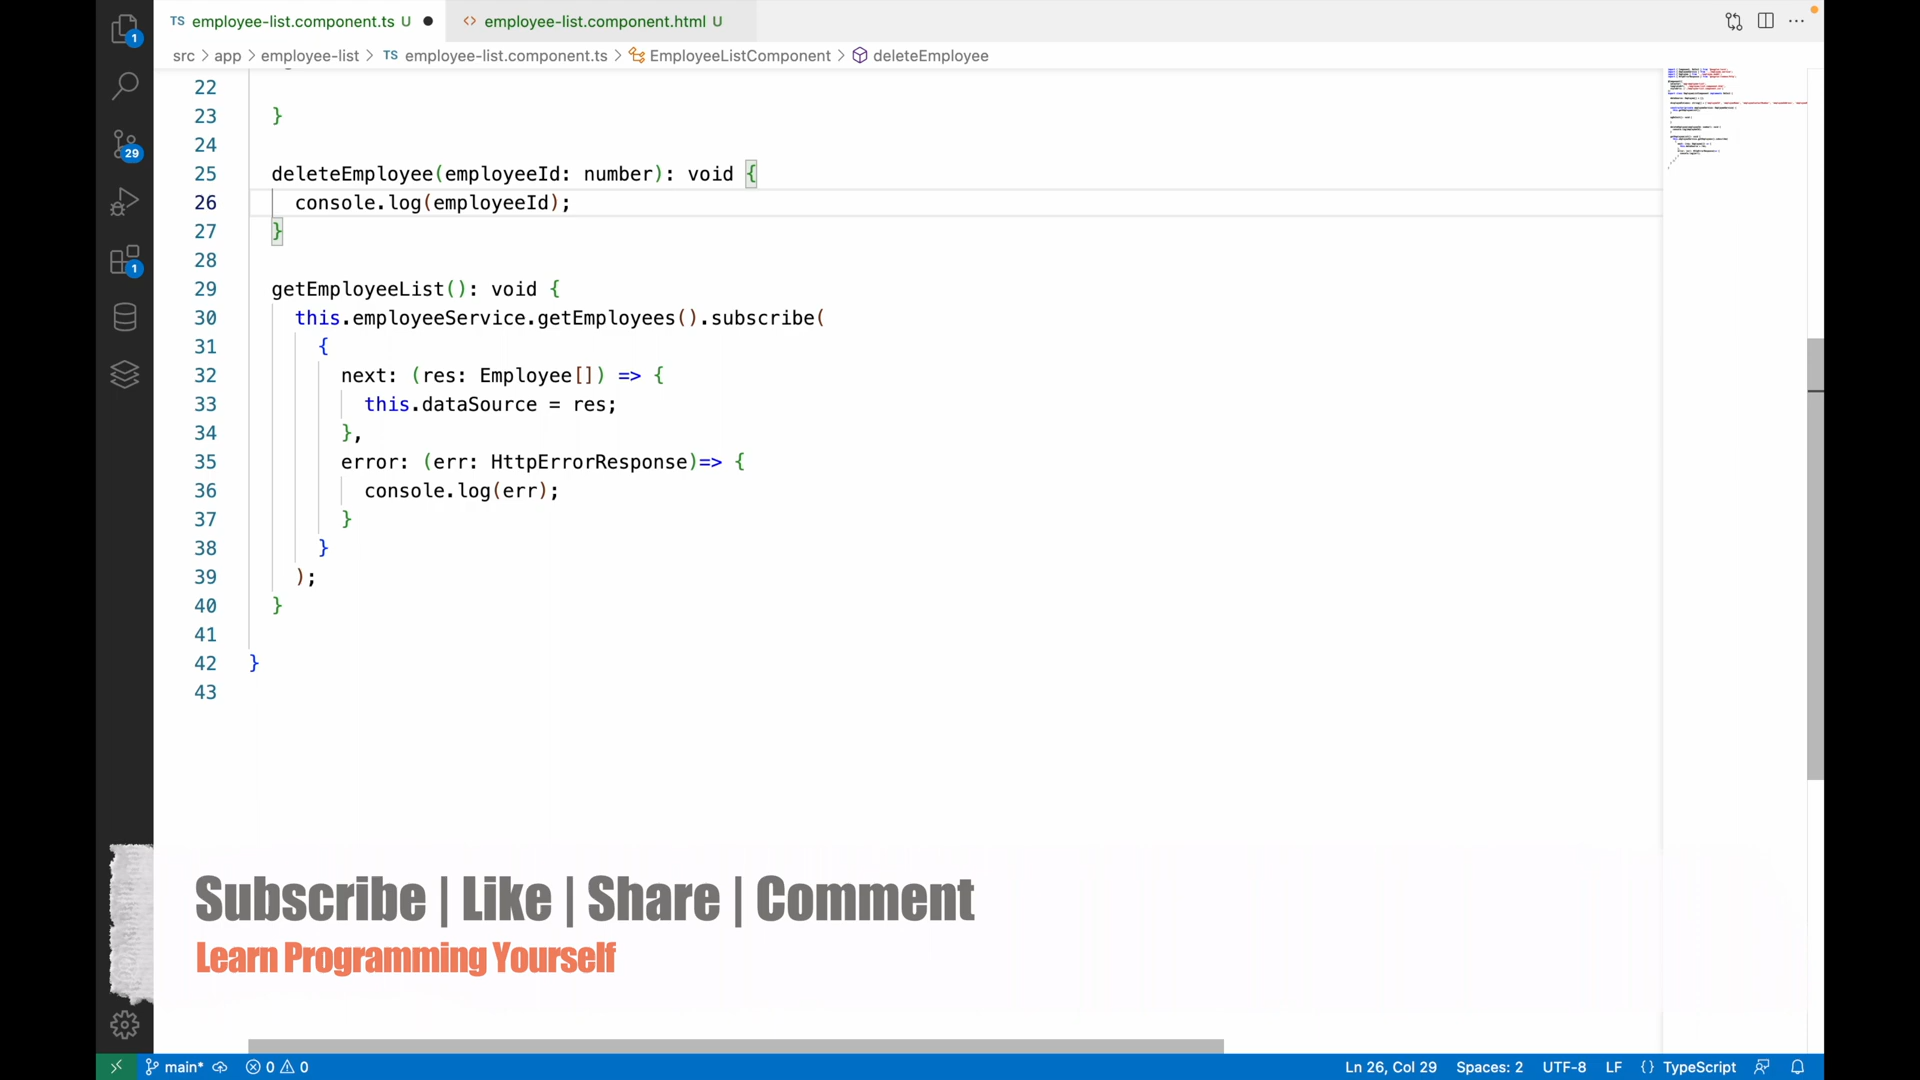 TS employee-list.component.ts U ● <> employee-list.component.html U
src > app > employee-list > TS employee-list.component.ts > EmployeeListComponent > deleteEmployee
22
23 }
24
25 deleteEmployee(employeeId: number): void {
26 console.log(employeeId);
27 }
28
29 getEmployeeList(): void {
30 this.employeeService.getEmployees().subscribe(
31 {
32 next: (res: Employee[]) => {
33 this.dataSource = res;
34 },
35 error: (err: HttpErrorResponse)=> {
36 console.log(err);
37 }
38 }
39 );
40 }
41
42 }
43
1
29
1
Subscribe | Like | Share | Comment
Learn Programming Yourself
main* 0 0 Ln 26, Col 29 Spaces: 2 UTF-8 LF {} TypeScript